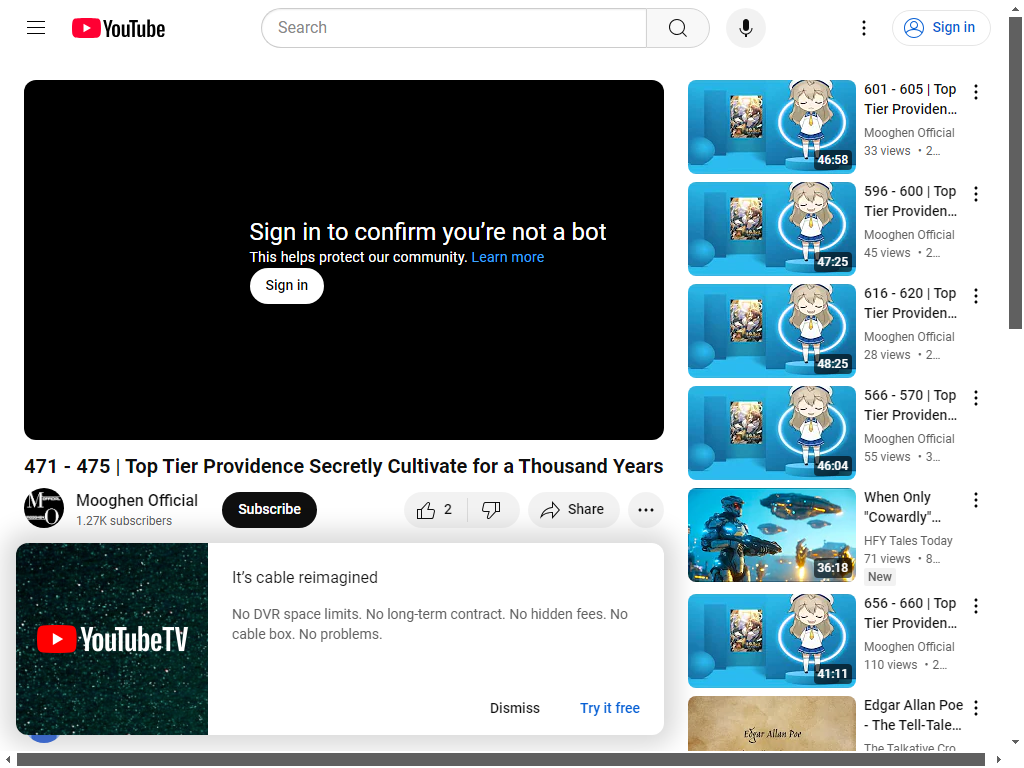 YouTube
Search
Sign in
Sign in to confirm you're not a bot
This helps protect our community. Learn more
Sign in
471 - 475 | Top Tier Providence Secretly Cultivate for a Thousand Years
Mooghen Official
1.27K subscribers
Subscribe
2
Share
YouTubeTV
It's cable reimagined
No DVR space limits. No long-term contract. No hidden fees. No
cable box. No problems.
Dismiss
Try it free
46:58
601 - 605 | Top
Tier Providen…
Mooghen Official
33 views • 2…
47:25
596 - 600 | Top
Tier Providen…
Mooghen Official
45 views • 2…
48:25
616 - 620 | Top
Tier Providen…
Mooghen Official
28 views • 2…
46:04
566 - 570 | Top
Tier Providen…
Mooghen Official
55 views • 3…
36:18
When Only
"Cowardly"…
HFY Tales Today
71 views • 8…
New
41:11
656 - 660 | Top
Tier Providen…
Mooghen Official
110 views • 2…
Edgar Allan Poe
Edgar Allan Poe
- The Tell-Tale…
The Talkative Cro